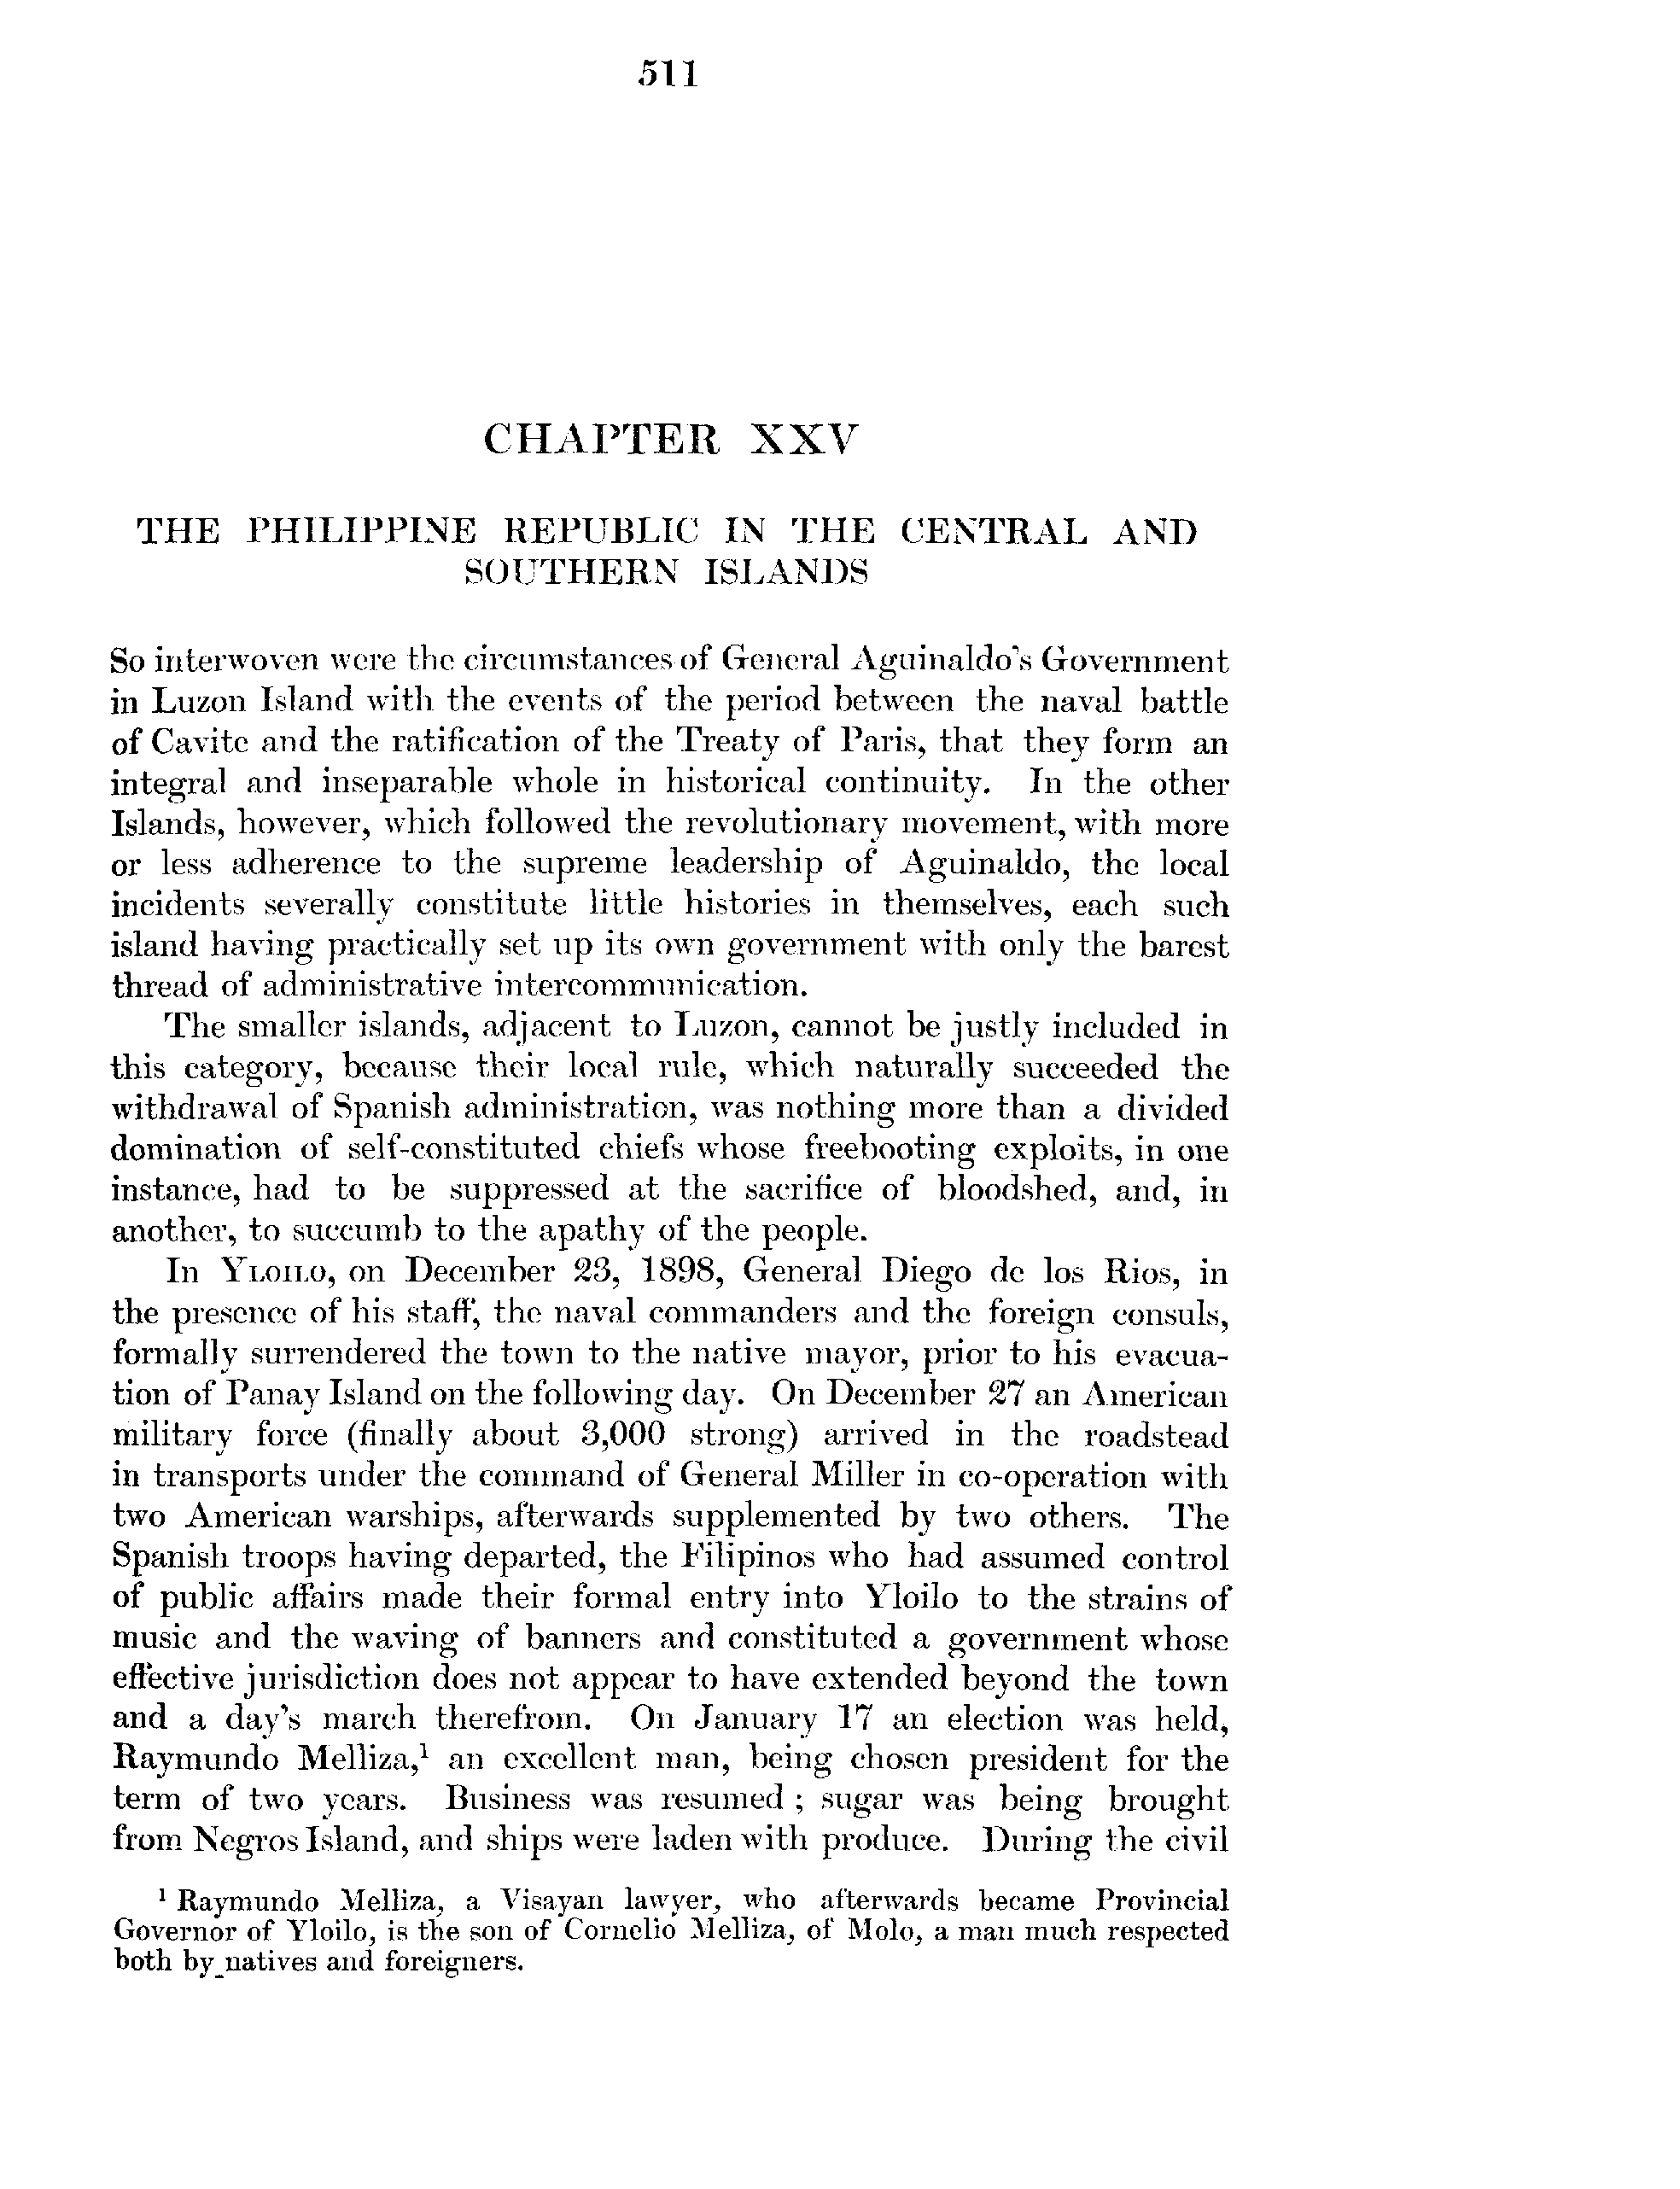 511
CHAPTER XXV
THE PHILIPPINE REPUBLIC IN THE CENTRAL AND
SOUTHERN ISLANDS
So interwoven were the circumstances of General Aguinaldo's Government
in Luzon Island with the events of the period between the naval battle
of Cavite and the ratification of the Treaty of Paris, that they form an
integral and inseparable whole in historical continuity. In the other
Islands, however, which followed the revolutionary movement, with more
or less adherence to the supreme leadership of Aguinaldo, the local
incidents severally constitute little histories in themselves, each such
island having practically set up its own government with only the barest
thread of administrative intercommunication.
The smaller islands, adjacent to Luzon, cannot be justly included in
this category, because their local rule, which naturally succeeded the
withdrawal of Spanish administration, was nothing more than a divided
domination of self-constituted chiefs whose freebooting exploits, in one
instance, had to be suppressed at the sacrifice of bloodshed, and, in
another, to succumb to the apathy of the people.
In YLOILO, on December 23, 1898, General Diego de los Rios, in
the presence of his staff, the naval commanders and the foreign consuls,
formally surrendered the town to the native mayor, prior to his evacua-
tion of Panay Island on the following day. On December 27 an American
military force (finally about 3,000 strong) arrived in the roadstead
in transports under the command of General Miller in co-operation with
two American warships, afterwards supplemented by two others. The
Spanish troops having departed, the Filipinos who had assumed control
of public affairs made their formal entry into Yloilo to the strains of
music and the waving of banners and constituted a government whose
effective jurisdiction does not appear to have extended beyond the town
and a day's march therefrom. On January 17 an election was held,
Raymundo Melliza,¹ an excellent man, being chosen president for the
term of two years. Business was resumed ; sugar was being brought
from Negros Island, and ships were laden with produce. During the civil
¹ Raymundo Melliza, a Visayan lawyer, who afterwards became Provincial
Governor of Yloilo, is the son of Cornelio Melliza, of Molo, a man much respected
both by natives and foreigners.